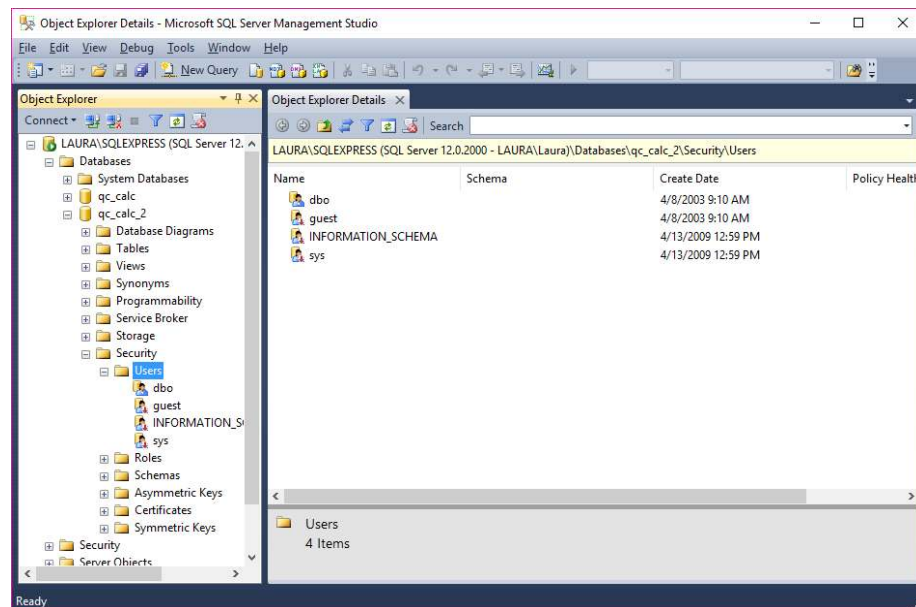 Object Explorer Details - Microsoft SQL Server Management Studio
File Edit View Debug Tools Window Help
New Query
Object Explorer
Connect
LAURA\SQLEXPRESS (SQL Server 12.
Databases
System Databases
qc_calc
qc_calc_2
Database Diagrams
Tables
Views
Synonyms
Programmability
Service Broker
Storage
Security
Users
dbo
guest
INFORMATION_S
sys
Roles
Schemas
Asymmetric Keys
Certificates
Symmetric Keys
Security
Server Objects
Object Explorer Details
Search
LAURA\SQLEXPRESS (SQL Server 12.0.2000 - LAURA\Laura)\Databases\qc_calc_2\Security\Users
Name Schema Create Date Policy Health
dbo 4/8/2003 9:10 AM
guest 4/8/2003 9:10 AM
INFORMATION_SCHEMA 4/13/2009 12:59 PM
sys 4/13/2009 12:59 PM
Users
4 Items
Ready